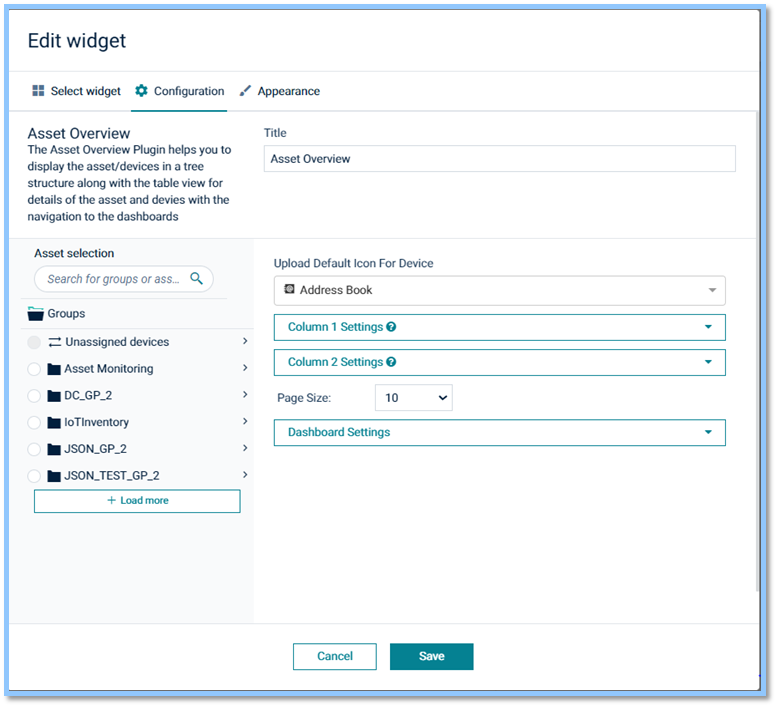 Edit widget
Select widget
Configuration
Appearance
Asset Overview
The Asset Overview Plugin helps you to
display the asset/devices in a tree
structure along with the table view for
details of the asset and devies with the
navigation to the dashboards
Title
Asset Overview
Asset selection
Search for groups or ass...
Groups
Unassigned devices
Asset Monitoring
DC_GP_2
IoTInventory
JSON_GP_2
JSON_TEST_GP_2
+ Load more
Upload Default Icon For Device
Address Book
Column 1 Settings ?
Column 2 Settings ?
Page Size: 10
Dashboard Settings
Cancel
Save